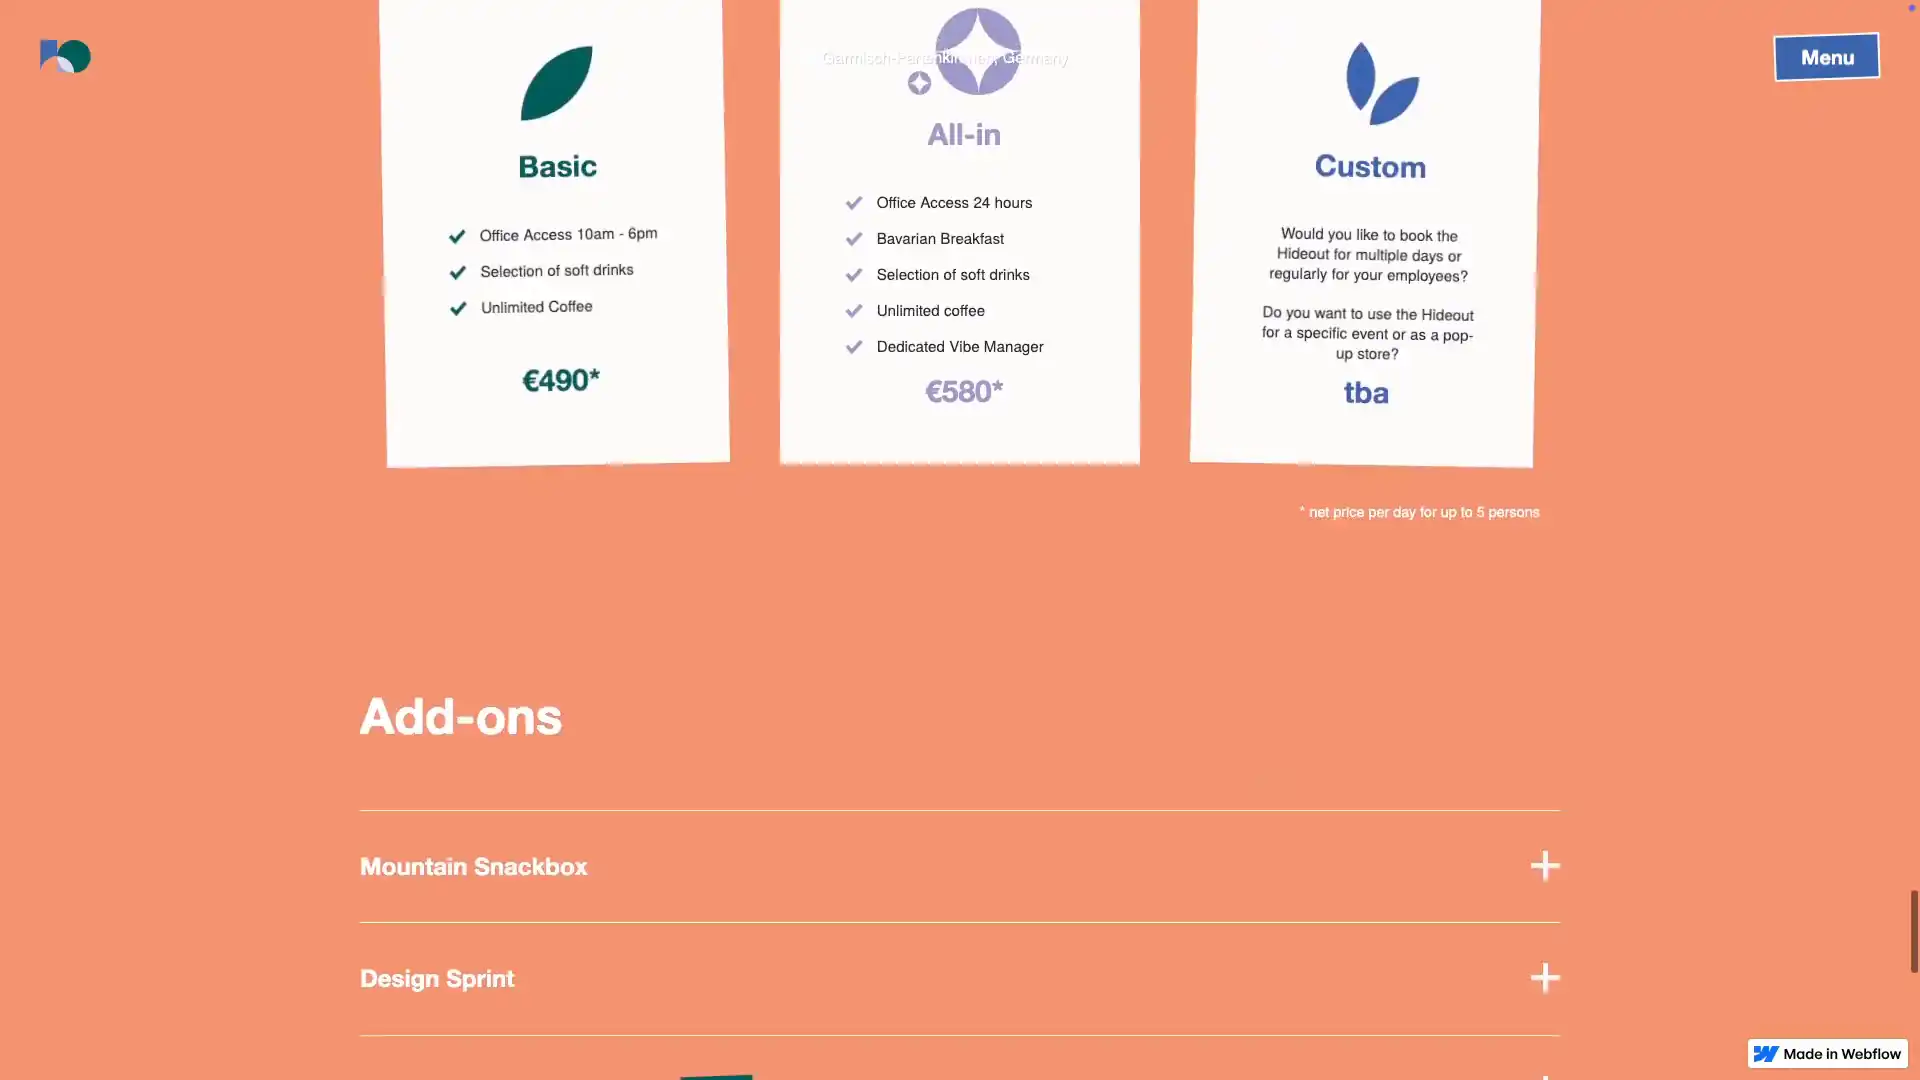 Garmisch-Partenkirchen, Germany
Menu
Basic
Office Access 10am - 6pm
Selection of soft drinks
Unlimited Coffee
€490*
All-in
Office Access 24 hours
Bavarian Breakfast
Selection of soft drinks
Unlimited coffee
Dedicated Vibe Manager
€580*
Custom
Would you like to book the
Hideout for multiple days or
regularly for your employees?
Do you want to use the Hideout
for a specific event or as a pop-
up store?
tba
* net price per day for up to 5 persons
Add-ons
Mountain Snackbox
Design Sprint
Made in Webflow